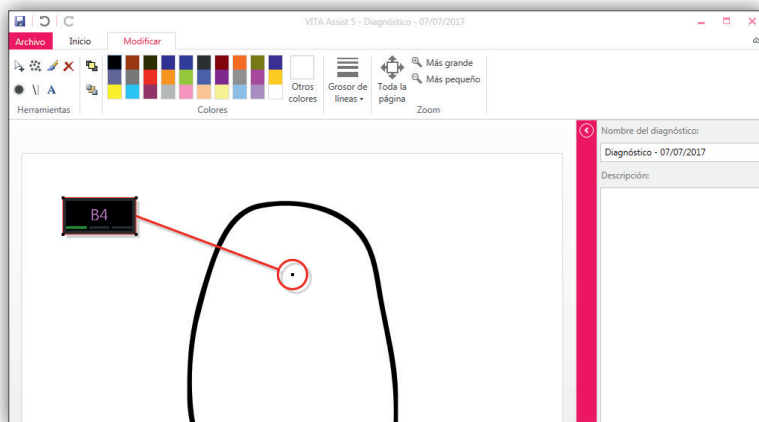 VITA Assist 5 - Diagnóstico - 07/07/2017
Archivo Inicio Modificar
Otros colores
Grosor de líneas
Toda la página
Más grande
Más pequeño
Herramientas Colores Zoom
Nombre del diagnóstico:
Diagnóstico - 07/07/2017
Descripción:
B4